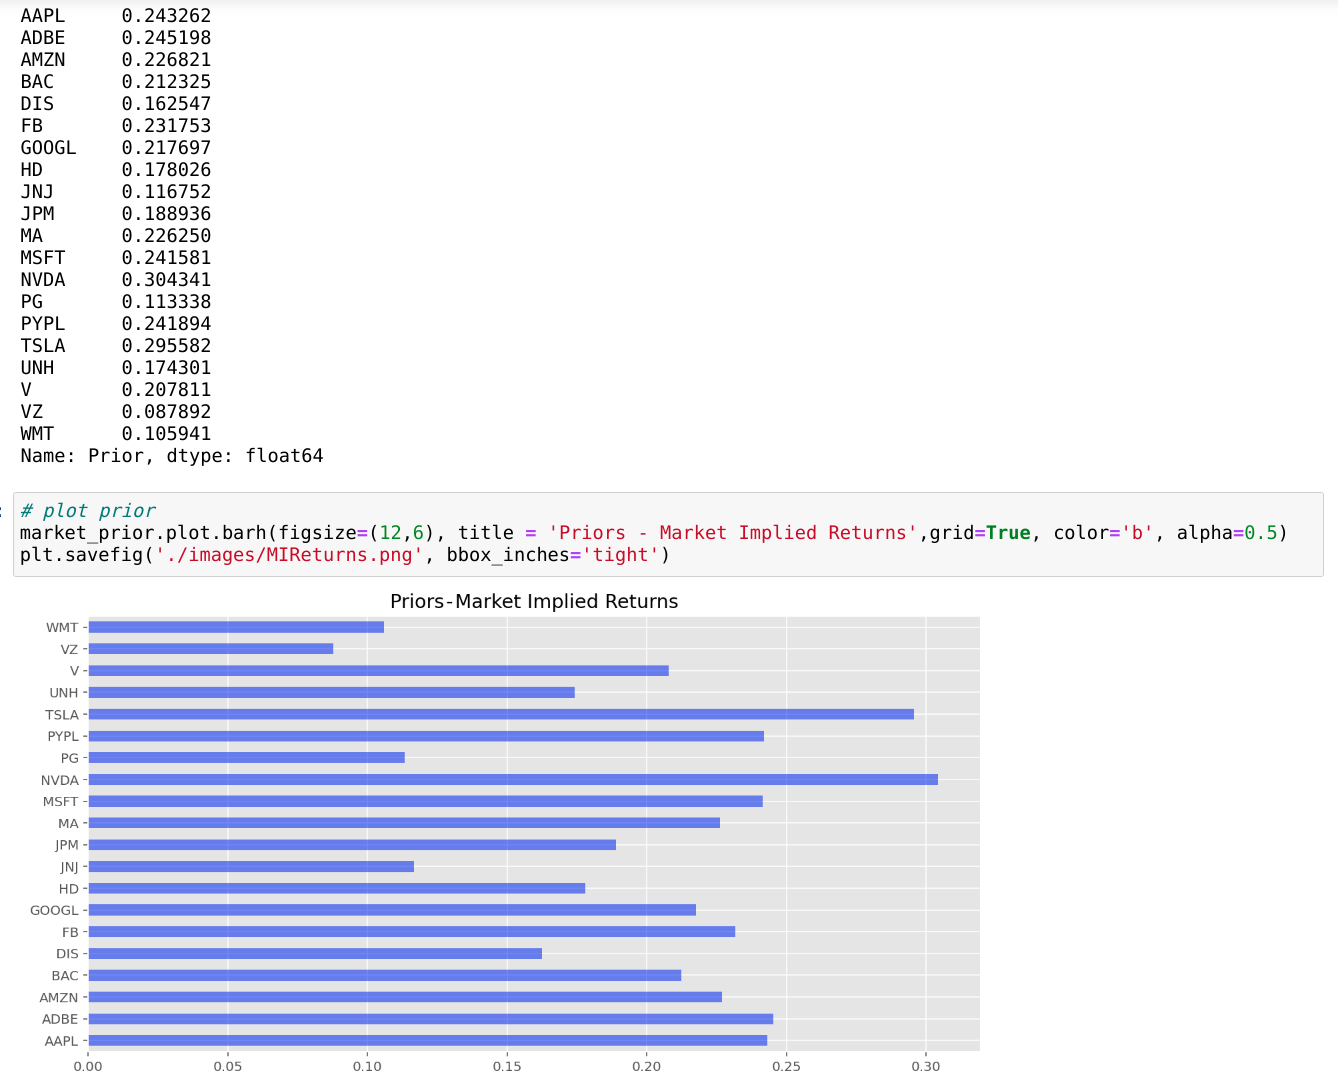 AAPL 0.243262
ADBE 0.245198
AMZN 0.226821
BAC 0.212325
DIS 0.162547
FB 0.231753
GOOGL 0.217697
HD 0.178026
JNJ 0.116752
JPM 0.188936
MA 0.226250
MSFT 0.241581
NVDA 0.304341
PG 0.113338
PYPL 0.241894
TSLA 0.295582
UNH 0.174301
V 0.207811
VZ 0.087892
WMT 0.105941
Name: Prior, dtype: float64
:
# plot prior
market_prior.plot.barh(figsize=(12,6), title = 'Priors - Market Implied Returns',grid=True, color='b', alpha=0.5)
plt.savefig('./images/MIReturns.png', bbox_inches='tight')
Priors-Market Implied Returns
WMT
VZ
V
UNH
TSLA
PYPL
PG
NVDA
MSFT
MA
JPM
JNJ
HD
GOOGL
FB
DIS
BAC
AMZN
ADBE
AAPL
0.00 0.05 0.10 0.15 0.20 0.25 0.30